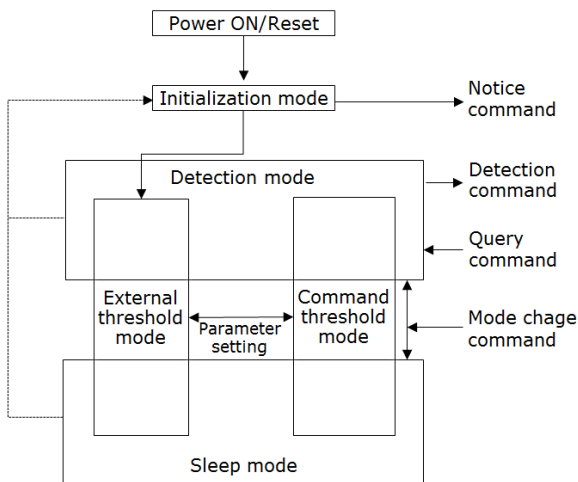 Power ON/Reset
Initialization mode
Notice
command
Detection mode
Detection
command
Query
command
External
threshold
mode
Parameter
setting
Command
threshold
mode
Mode chage
command
Sleep mode